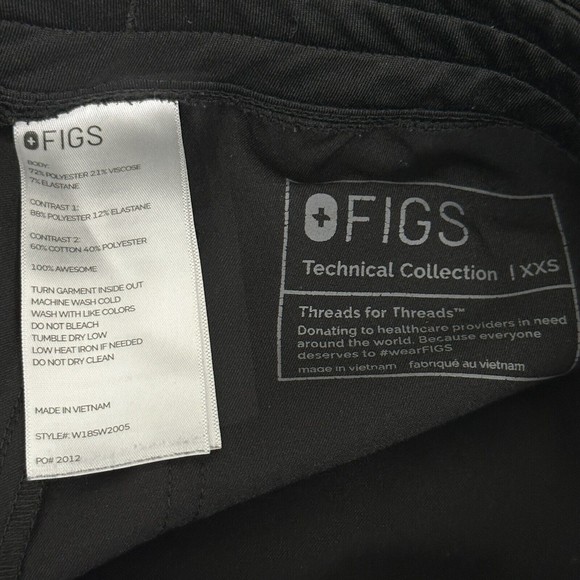 FIGS
BODY:
72% POLYESTER 21% VISCOSE
7% ELASTANE
CONTRAST 1:
88% POLYESTER 12% ELASTANE
CONTRAST 2:
60% COTTON 40% POLYESTER
100% AWESOME
TURN GARMENT INSIDE OUT
MACHINE WASH COLD
WASH WITH LIKE COLORS
DO NOT BLEACH
TUMBLE DRY LOW
LOW HEAT IRON IF NEEDED
DO NOT DRY CLEAN
MADE IN VIETNAM
STYLE#: W18SW2005
PO# 2012
FIGS
Technical Collection | XXS
Threads for Threads™
Donating to healthcare providers in need
around the world. Because everyone
deserves to #wearFIGS
made in vietnam fabriqué au vietnam